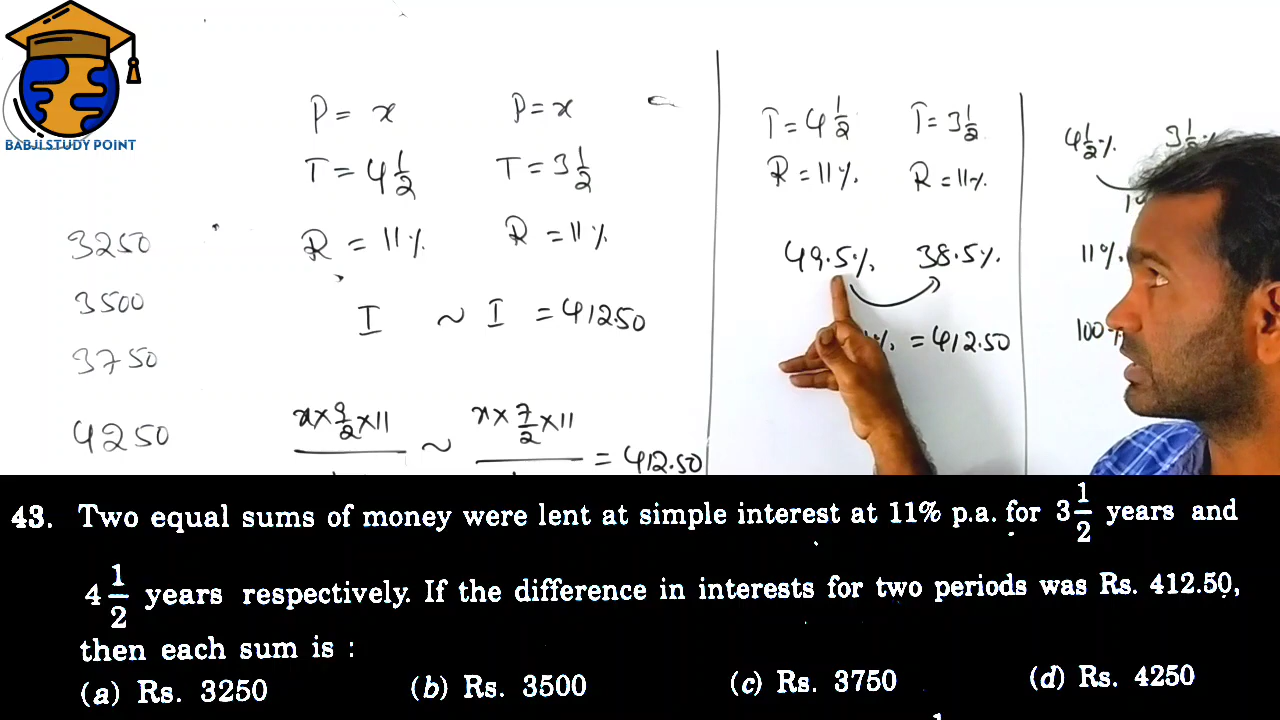 BABJI STUDY POINT
P = x
T = 4 1/2
R = 11%
P = x
T = 3 1/2
R = 11%
I ~ I = 41250
x × 9/2 × 11 ~ x × 7/2 × 11 = 412.50
3250
3500
3750
4250
T = 4 1/2 T = 3 1/2
R = 11% R = 11%
49.5% 38.5%
% = 412.50
4 1/2 %
11%
100%
43. Two equal sums of money were lent at simple interest at 11% p.a. for 3 1/2 years and
4 1/2 years respectively. If the difference in interests for two periods was Rs. 412.50,
then each sum is :
(a) Rs. 3250 (b) Rs. 3500 (c) Rs. 3750 (d) Rs. 4250